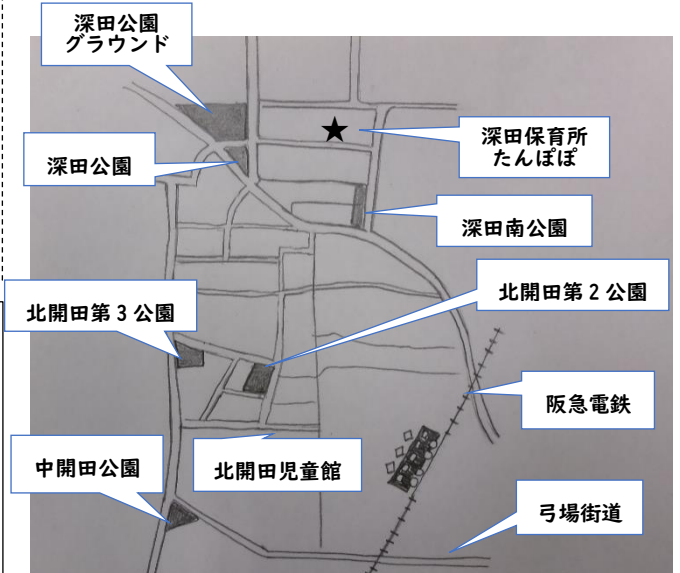 深田公園
グラウンド
深田保育所
たんぽぽ
深田公園
深田南公園
北開田第２公園
北開田第３公園
阪急電鉄
中開田公園
北開田児童館
弓場街道